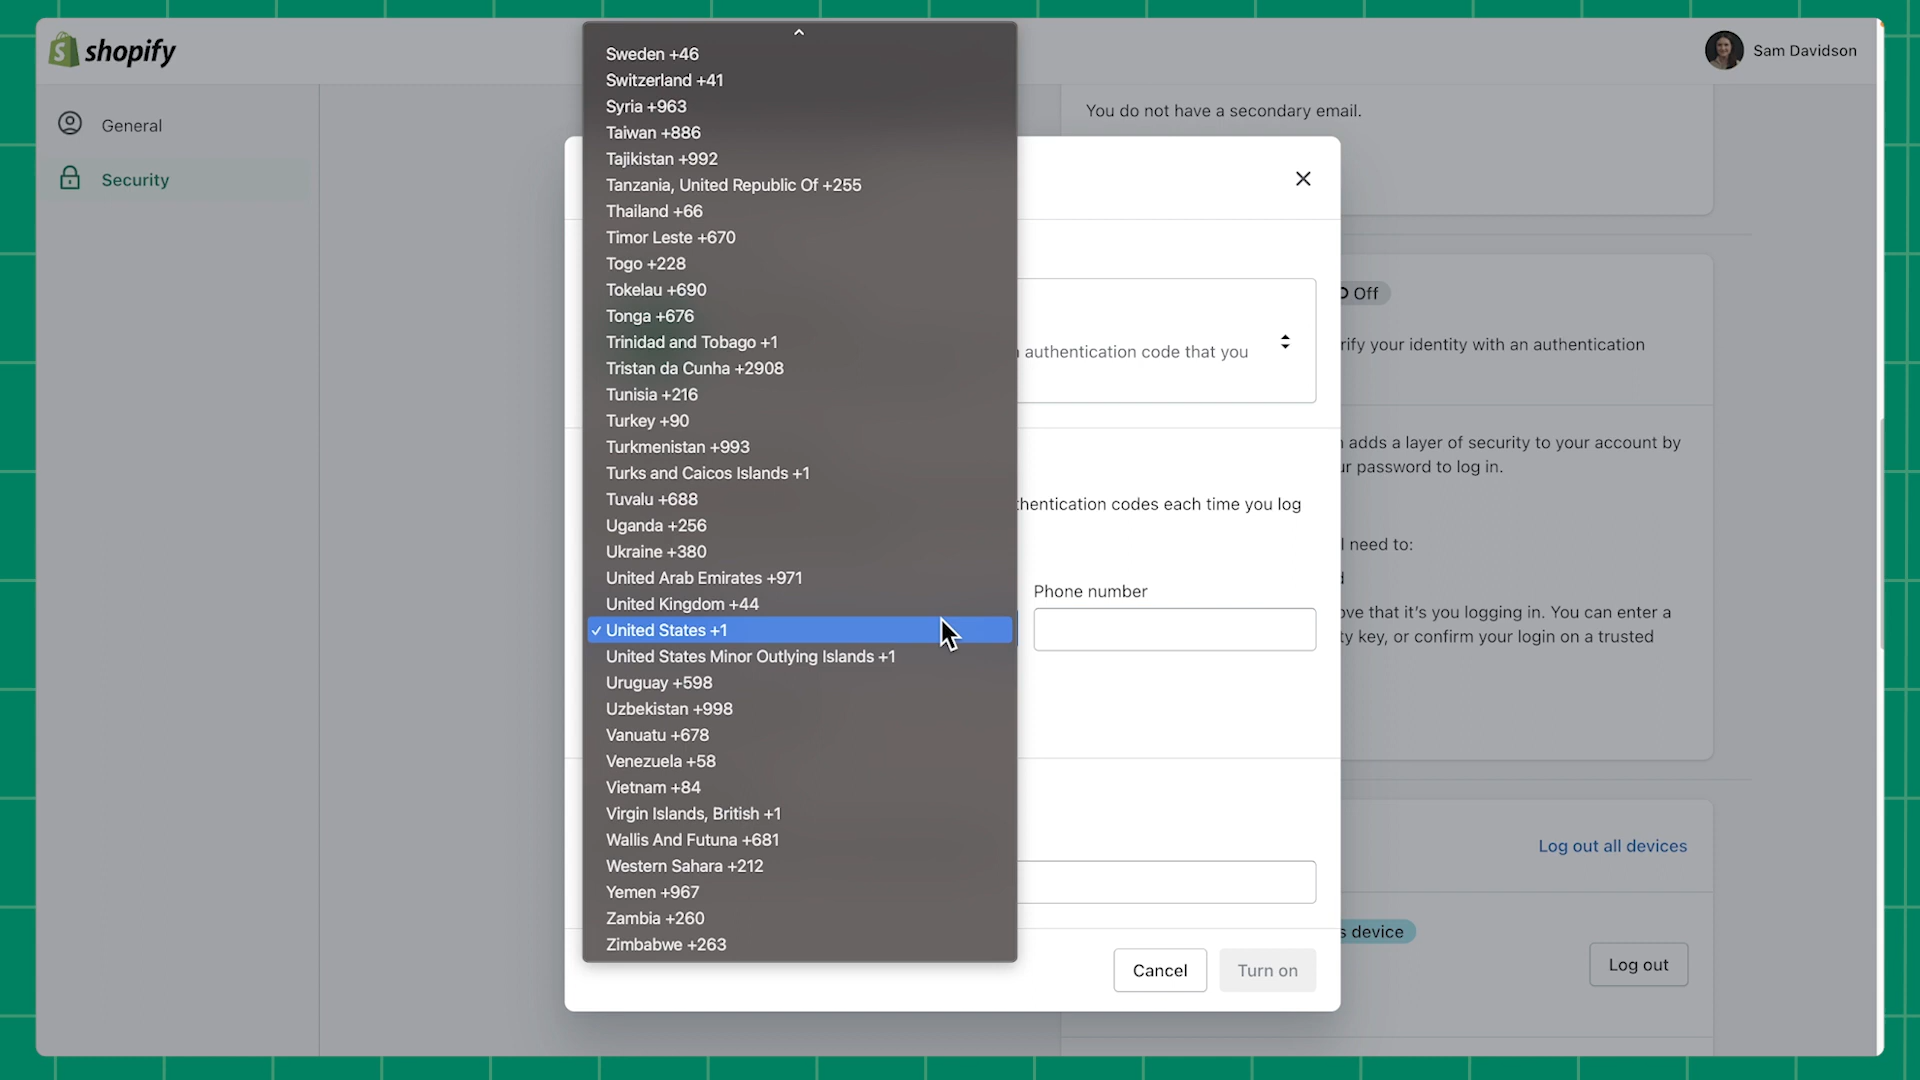 shopify
Sam Davidson
General
Security
Sweden +46
Switzerland +41
Syria +963
Taiwan +886
Tajikistan +992
Tanzania, United Republic Of +255
Thailand +66
Timor Leste +670
Togo +228
Tokelau +690
Tonga +676
Trinidad and Tobago +1
Tristan da Cunha +2908
Tunisia +216
Turkey +90
Turkmenistan +993
Turks and Caicos Islands +1
Tuvalu +688
Uganda +256
Ukraine +380
United Arab Emirates +971
United Kingdom +44
✓ United States +1
United States Minor Outlying Islands +1
Uruguay +598
Uzbekistan +998
Vanuatu +678
Venezuela +58
Vietnam +84
Virgin Islands, British +1
Wallis And Futuna +681
Western Sahara +212
Yemen +967
Zambia +260
Zimbabwe +263
authentication code that you
thentication codes each time you log
Phone number
Cancel
Turn on
You do not have a secondary email.
Off
rify your identity with an authentication
adds a layer of security to your account by
ur password to log in.
need to:
ove that it's you logging in. You can enter a
ty key, or confirm your login on a trusted
Log out all devices
s device
Log out